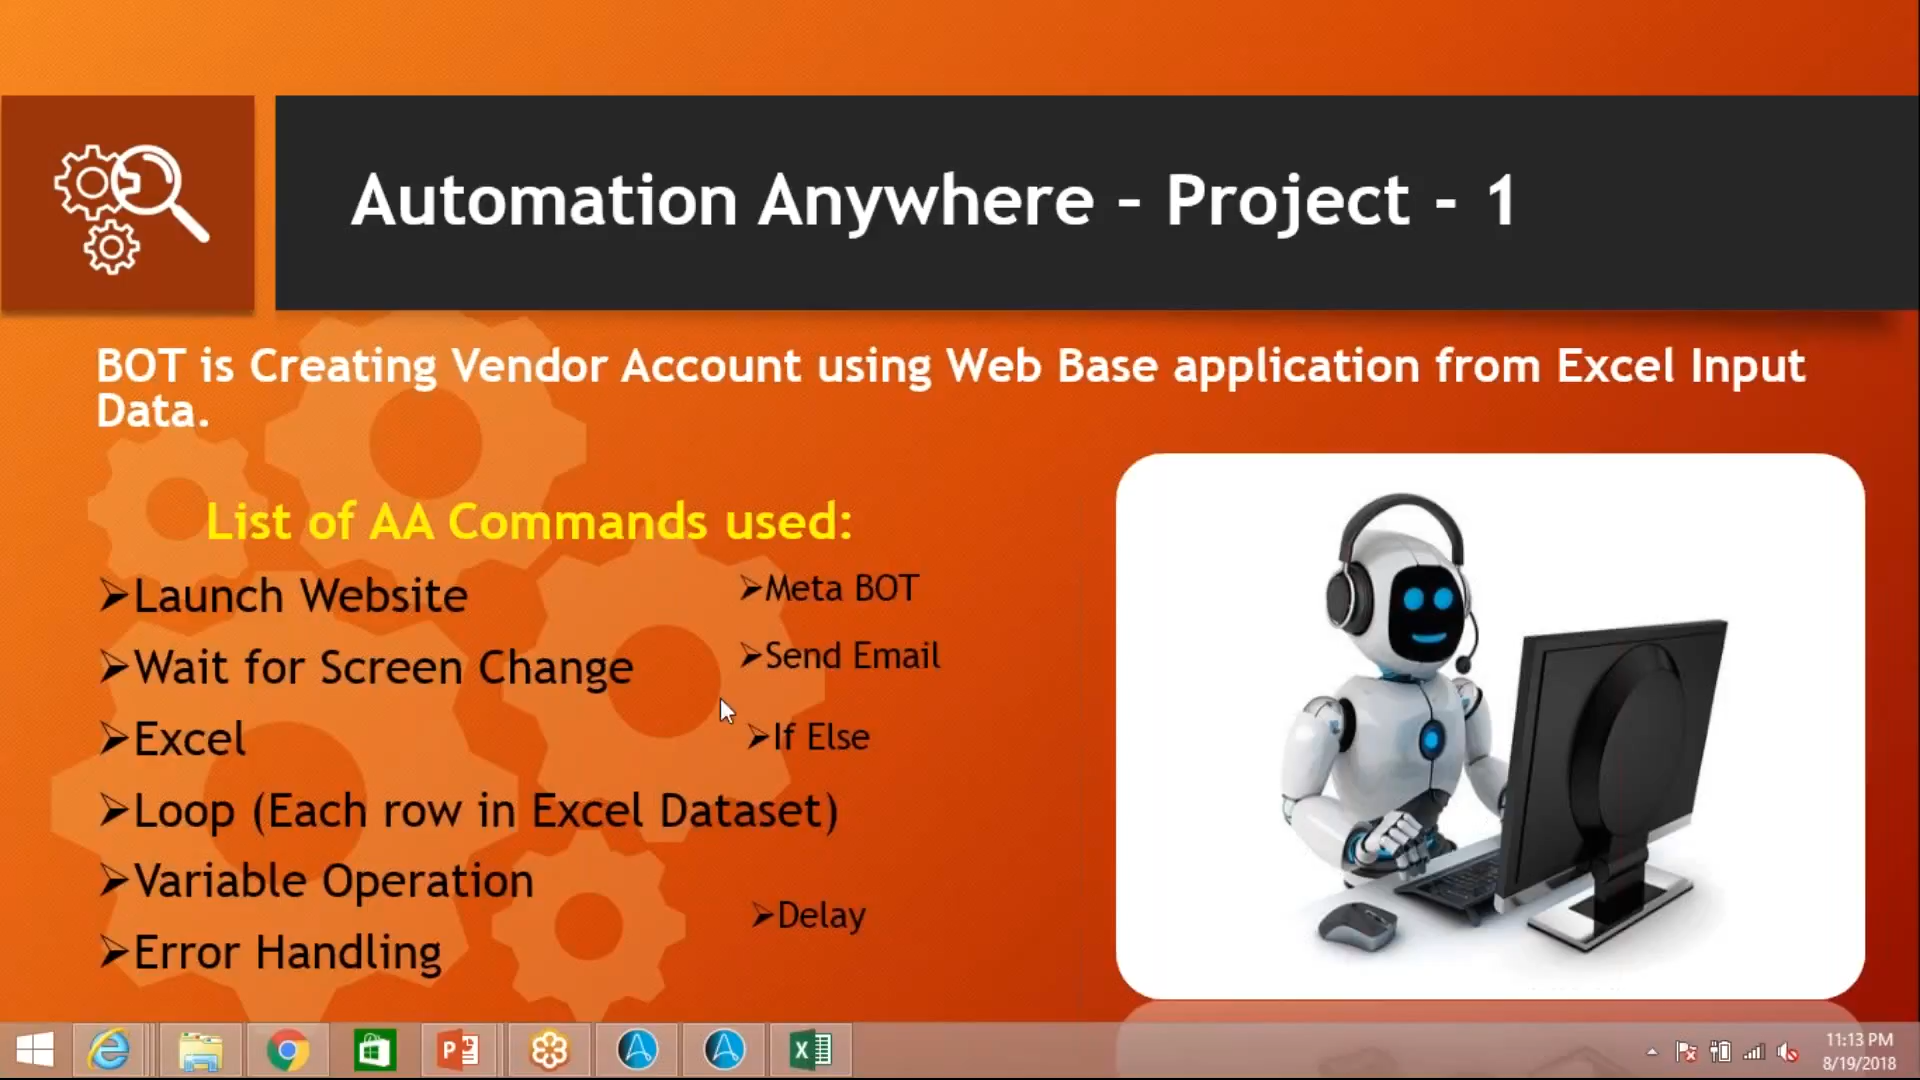 Automation Anywhere – Project - 1
BOT is Creating Vendor Account using Web Base application from Excel Input
Data.
List of AA Commands used:
➢Launch Website
➢Wait for Screen Change
➢Excel
➢Loop (Each row in Excel Dataset)
➢Variable Operation
➢Error Handling
➢Meta BOT
➢Send Email
➢If Else
➢Delay
11:13 PM
8/19/2018